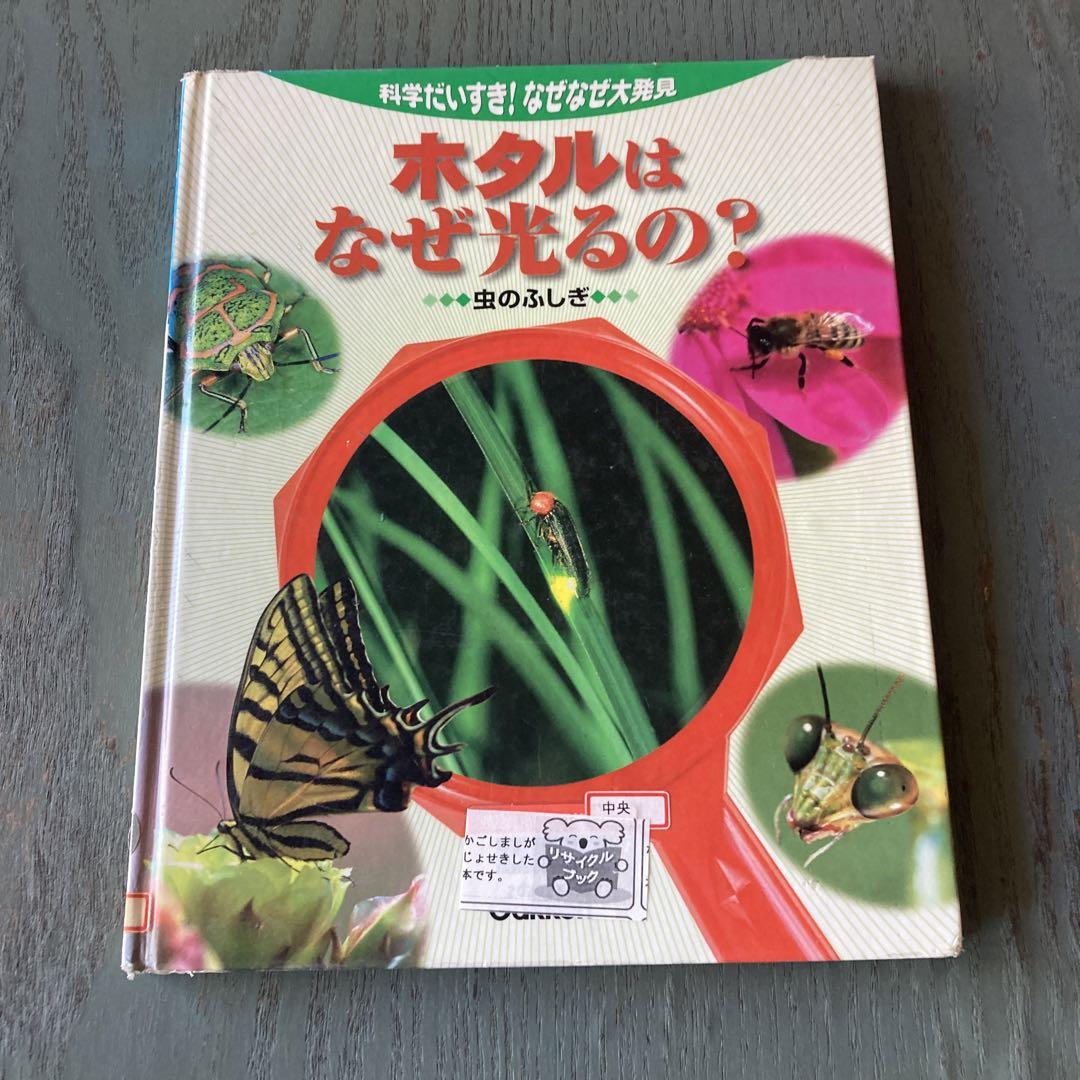 科学だいすき！なぜなぜ大発見
ホタルは
なぜ光るの？
虫のふしぎ
中央
かごしましが
じょせきした
本です。
リサイクル
ブック